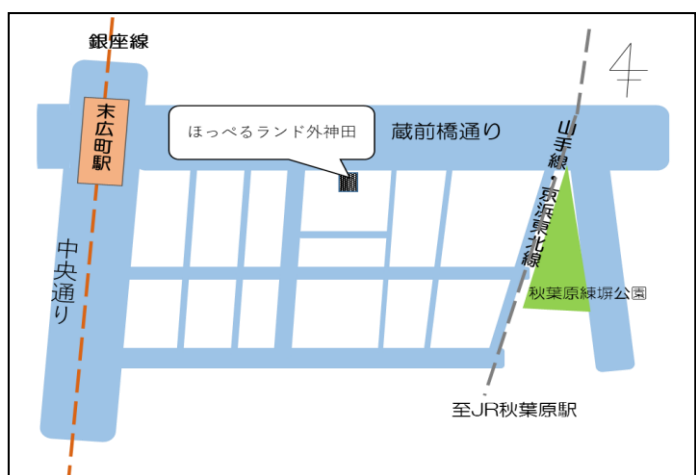 銀座線
末広町駅
ほっぺるランド外神田
蔵前橋通り
山手線・京浜東北線
中央通り
秋葉原練塀公園
至JR秋葉原駅